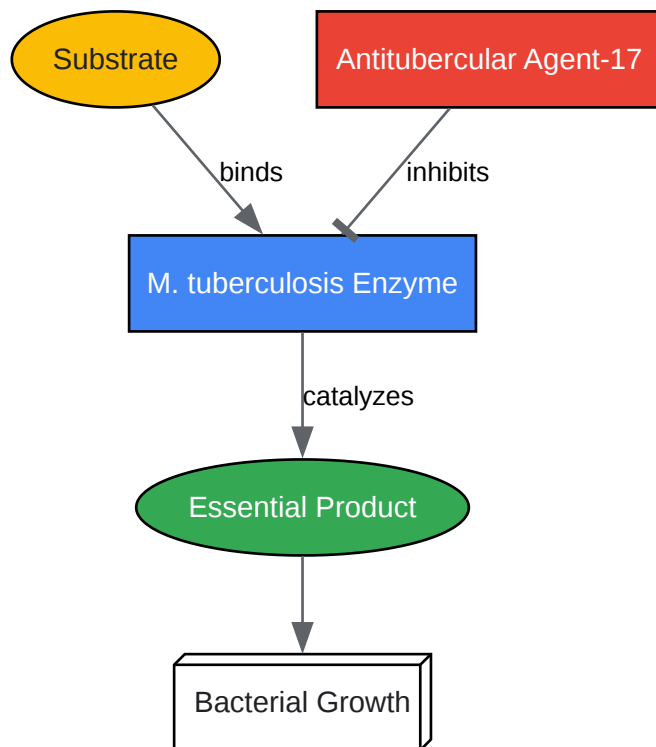 Substrate
Antitubercular Agent-17
binds
inhibits
M. tuberculosis Enzyme
catalyzes
Essential Product
Bacterial Growth